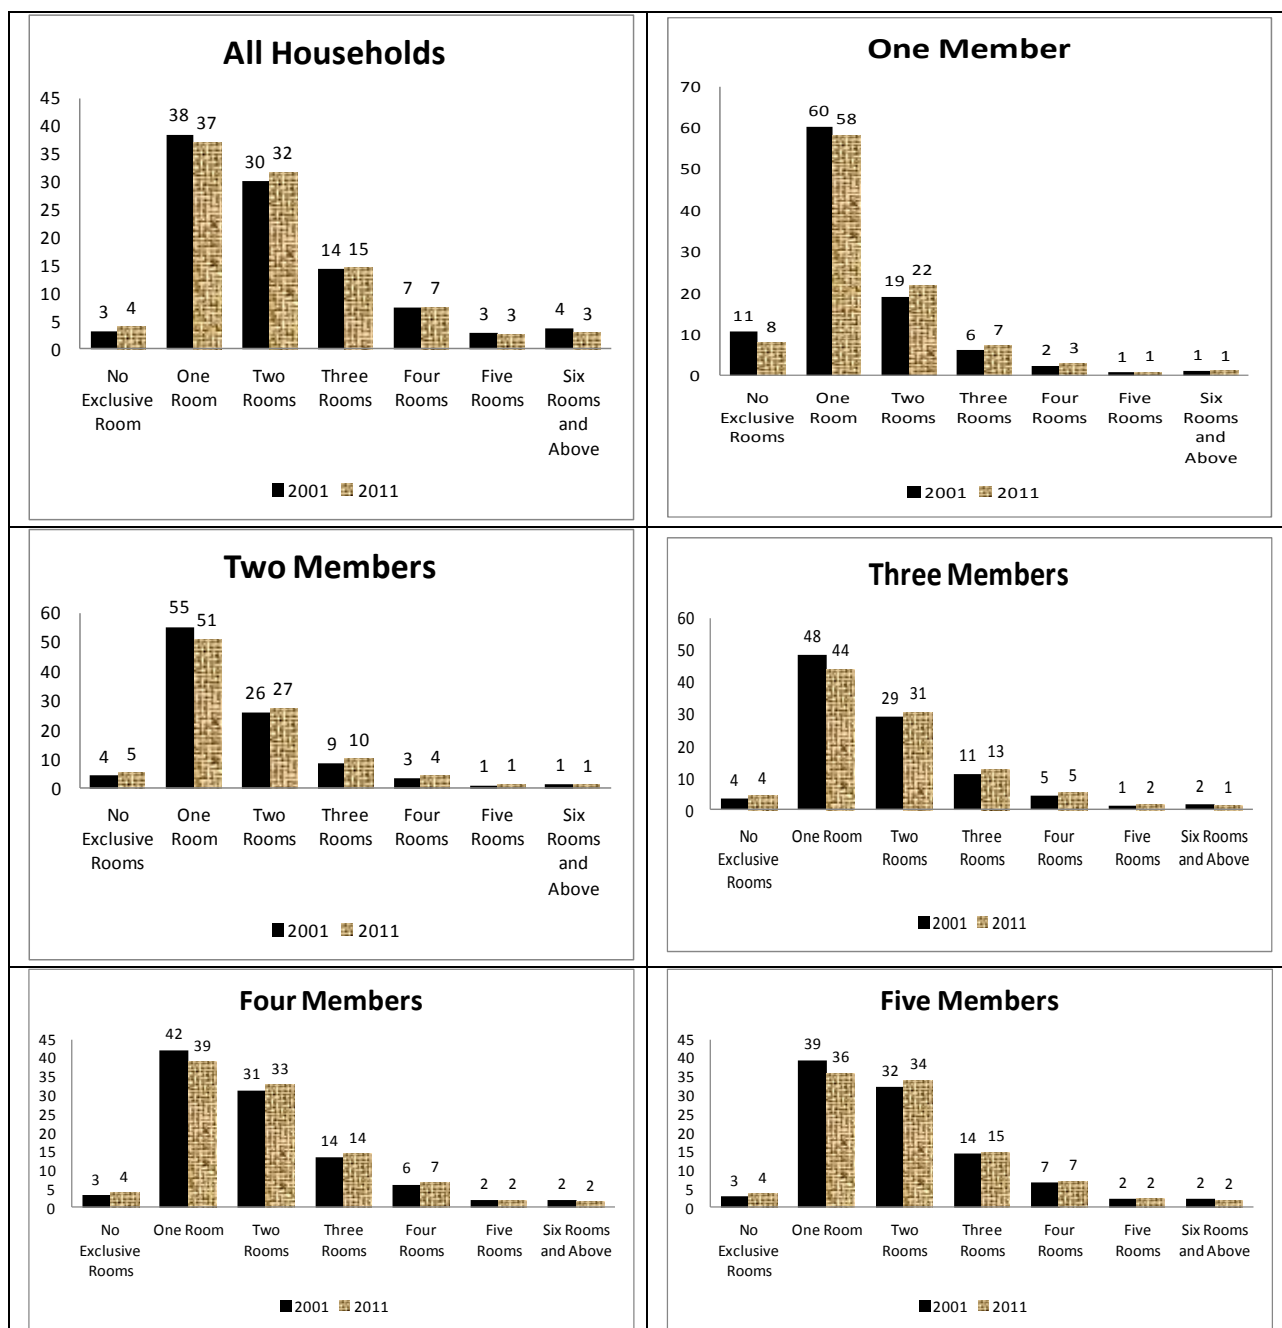 All Households
45
40
35
30
25
20
15
10
5
0
38 37
30 32
14 15
7 7
3 4
3 3
4 3
No Exclusive Room
One Room
Two Rooms
Three Rooms
Four Rooms
Five Rooms
Six Rooms and Above
2001 2011
One Member
70
60
50
40
30
20
10
0
11 8
60 58
19 22
6 7
2 3
1 1
1 1
No Exclusive Rooms
One Room
Two Rooms
Three Rooms
Four Rooms
Five Rooms
Six Rooms and Above
2001 2011
Two Members
60
50
40
30
20
10
0
4 5
55 51
26 27
9 10
3 4
1 1
1 1
No Exclusive Rooms
One Room
Two Rooms
Three Rooms
Four Rooms
Five Rooms
Six Rooms and Above
2001 2011
Three Members
60
50
40
30
20
10
0
4 4
48 44
29 31
11 13
5 5
1 2
2 1
No Exclusive Rooms
One Room
Two Rooms
Three Rooms
Four Rooms
Five Rooms
Six Rooms and Above
2001 2011
Four Members
45
40
35
30
25
20
15
10
5
0
3 4
42 39
31 33
14 14
6 7
2 2
2 2
No Exclusive Rooms
One Room
Two Rooms
Three Rooms
Four Rooms
Five Rooms
Six Rooms and Above
2001 2011
Five Members
45
40
35
30
25
20
15
10
5
0
3 4
39 36
32 34
14 15
7 7
2 2
2 2
No Exclusive Rooms
One Room
Two Rooms
Three Rooms
Four Rooms
Five Rooms
Six Rooms and Above
2001 2011